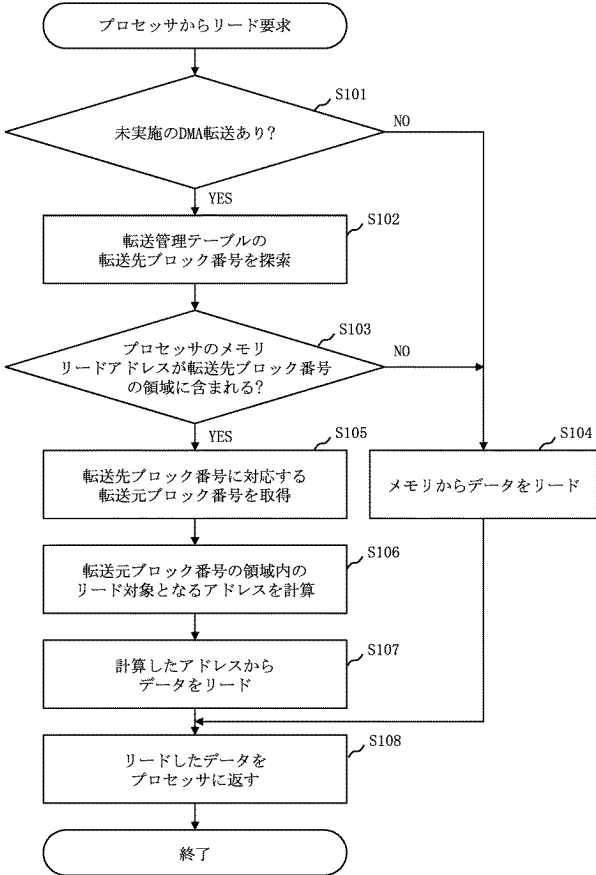 プロセッサからリード要求
S101
未実施のDMA転送あり?
NO
YES
S102
転送管理テーブルの
転送先ブロック番号を探索
S103
プロセッサのメモリ
リードアドレスが転送先ブロック番号
の領域に含まれる?
NO
YES
S105
転送先ブロック番号に対応する
転送元ブロック番号を取得
S104
メモリからデータをリード
S106
転送元ブロック番号の領域内の
リード対象となるアドレスを計算
S107
計算したアドレスから
データをリード
S108
リードしたデータを
プロセッサに返す
終了